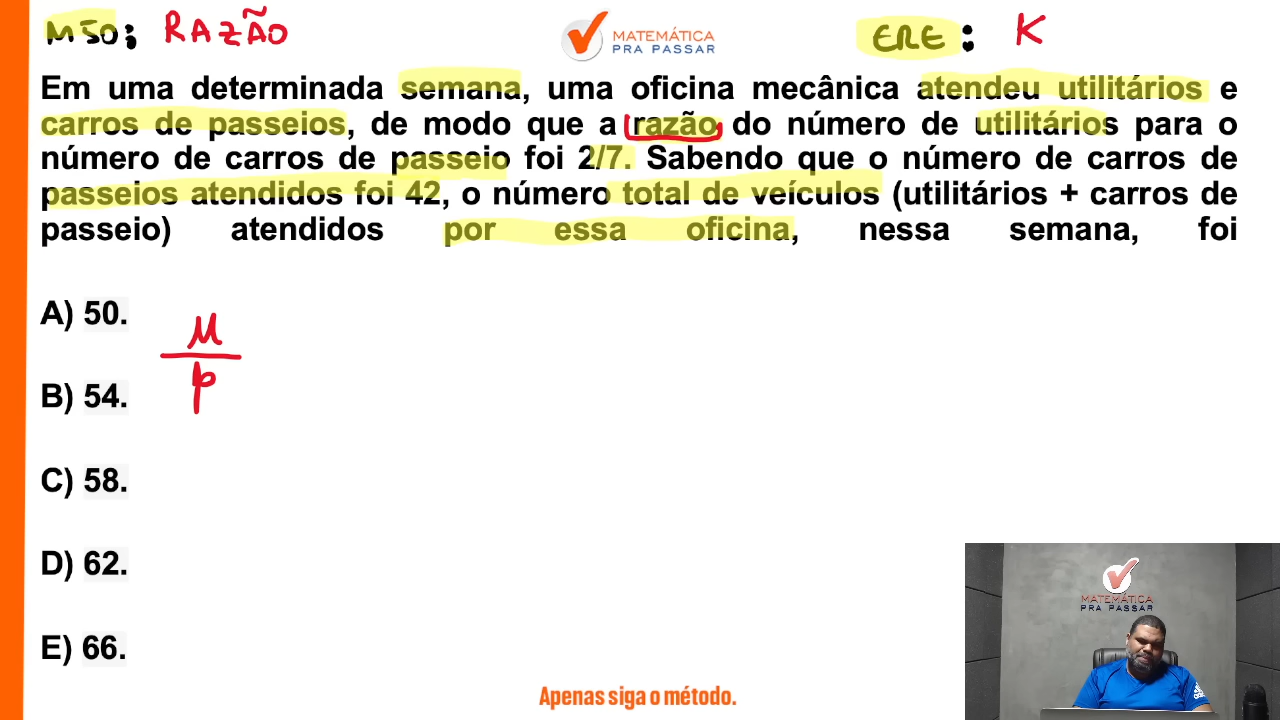 MSO: RAZÃO
MATEMÁTICA
PRA PASSAR
ERE: K
Em uma determinada semana, uma oficina mecânica atendeu utilitários e
carros de passeios, de modo que a razão do número de utilitários para o
número de carros de passeio foi 2/7. Sabendo que o número de carros de
passeios atendidos foi 42, o número total de veículos (utilitários + carros de
passeio) atendidos por essa oficina, nessa semana, foi
A) 50.
B) 54.
C) 58.
D) 62.
E) 66.
U
P
MATEMÁTICA
PRA PASSAR
adidas
Apenas siga o método.